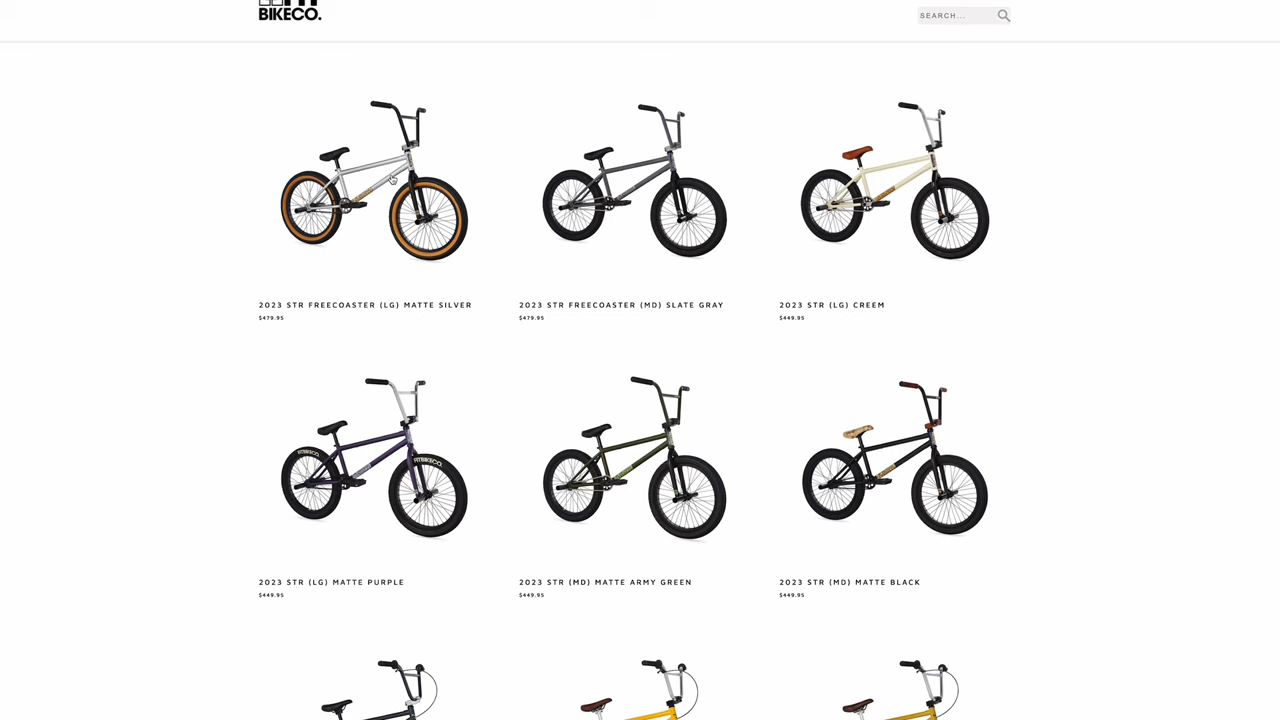 BIKECO.
SEARCH...
2023 STR FREECOASTER (LG) MATTE SILVER
$479.95
2023 STR FREECOASTER (MD) SLATE GRAY
$479.95
2023 STR (LG) CREEM
$449.95
FITBIKECO.
FITBIKECO.
2023 STR (LG) MATTE PURPLE
$449.95
2023 STR (MD) MATTE ARMY GREEN
$449.95
2023 STR (MD) MATTE BLACK
$449.95